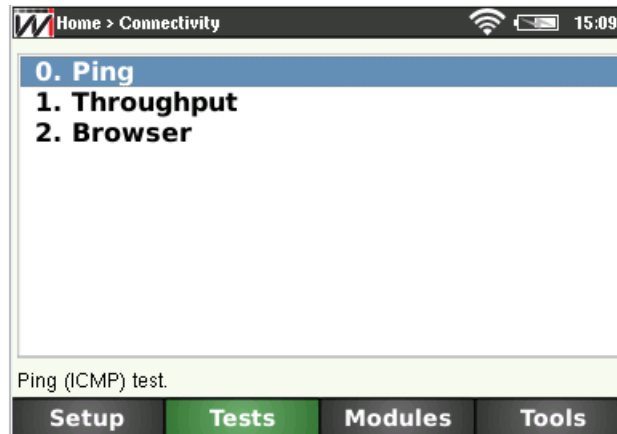 Home > Connectivity 15:09
0. Ping
1. Throughput
2. Browser
Ping (ICMP) test.
Setup Tests Modules Tools